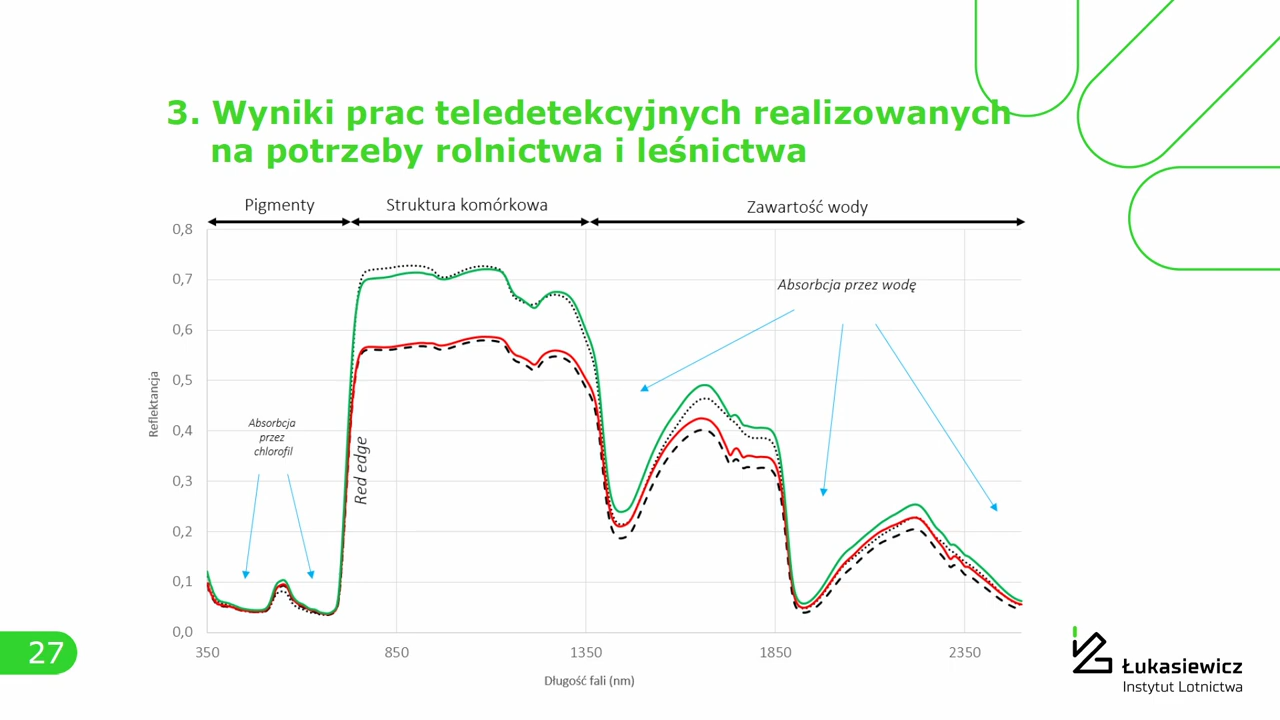 3. Wyniki prac teledetekcyjnych realizowanych
na potrzeby rolnictwa i leśnictwa
Pigmenty
Struktura komórkowa
Zawartość wody
0,8
0,7
0,6
0,5
0,4
0,3
0,2
0,1
0,0
Reflektancja
Absorbcja
przez
chlorofil
Red edge
Absorbcja przez wodę
350
850
1350
1850
2350
Długość fali (nm)
27
Łukasiewicz
Instytut Lotnictwa